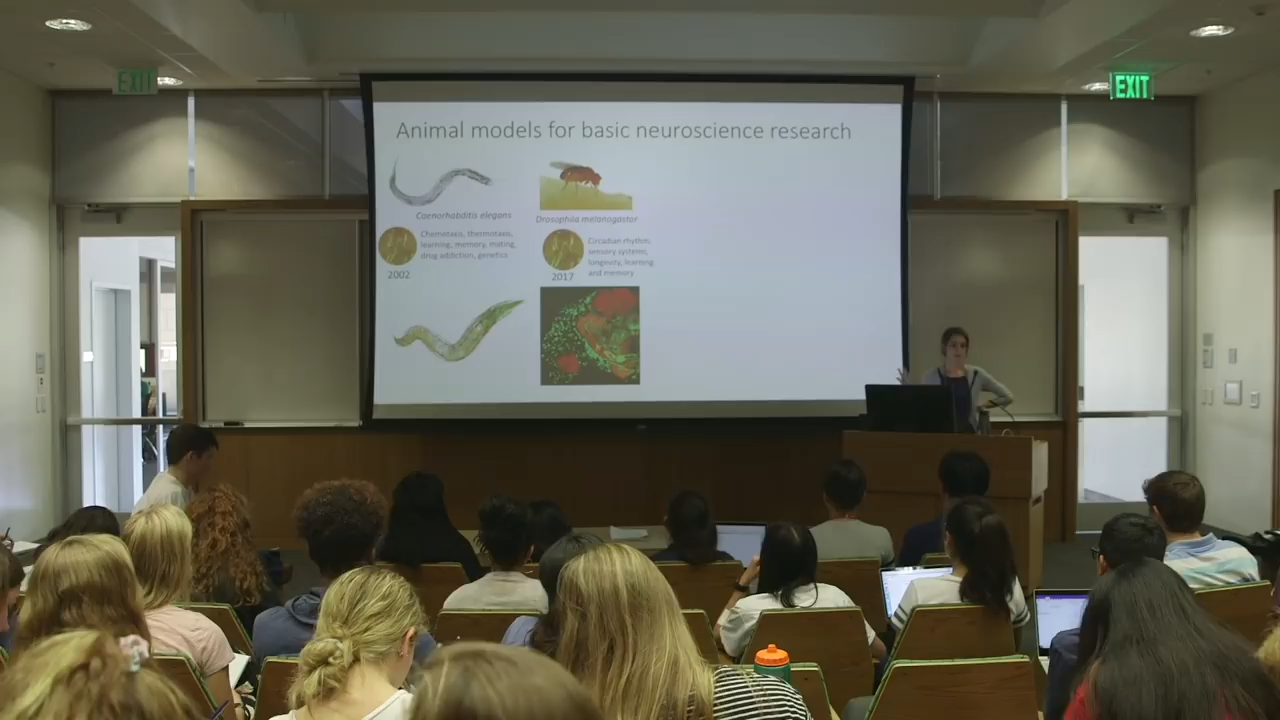 EXIT
EXIT
Animal models for basic neuroscience research
Caenorhabditis elegans
Chemotaxis, thermotaxis,
learning, memory, mating,
drug addiction, genetics
2002
Drosophila melanogaster
Circadian rhythm,
sensory systems,
longevity, learning
and memory
2017